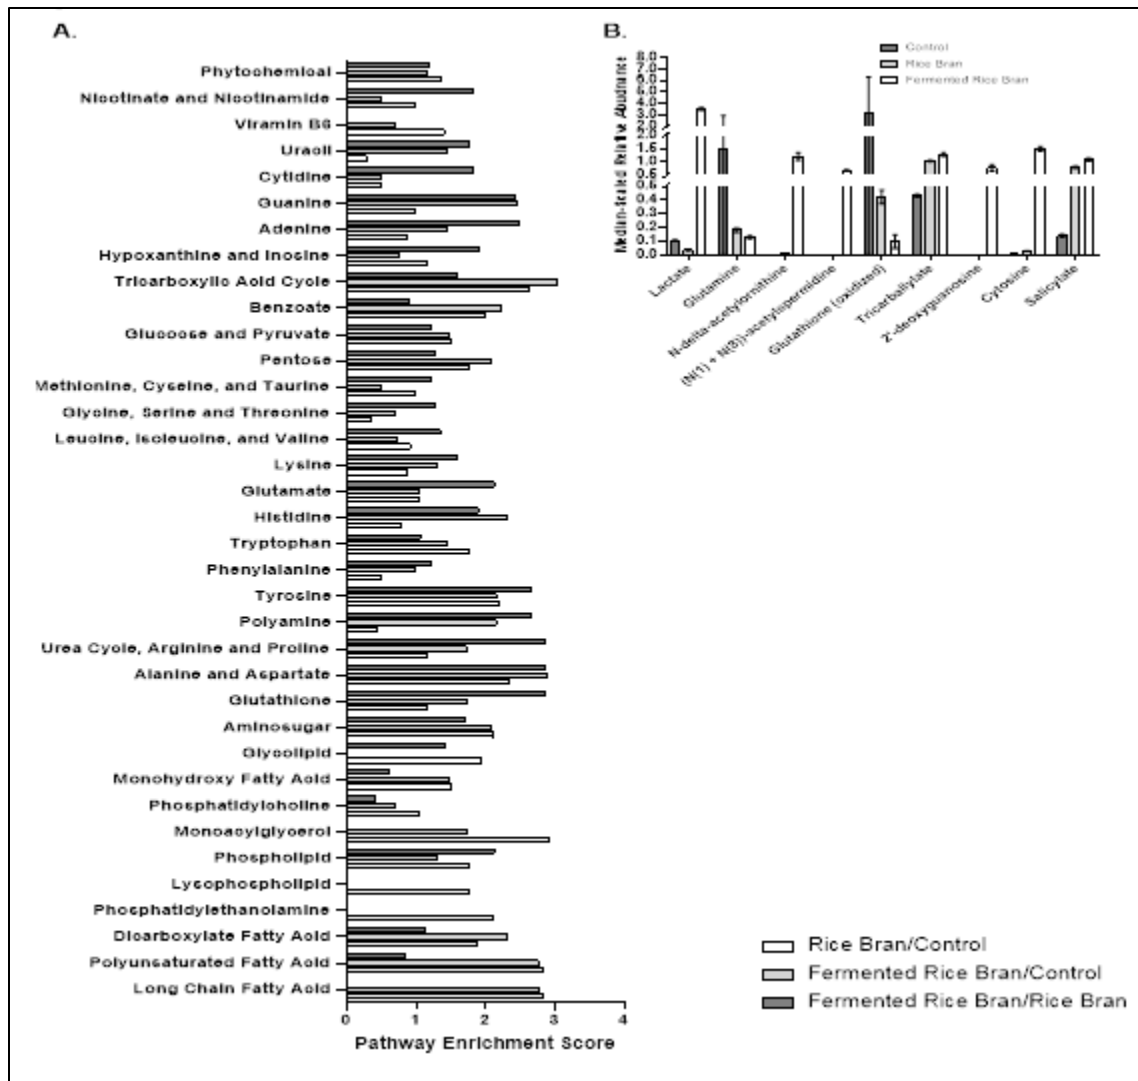 A.
Phytochemical
Nicotinate and Nicotinamide
Viramin B6
Uracil
Cytidine
Guanine
Adenine
Hypoxanthine and Inosine
Tricarboxylic Acid Cycle
Benzoate
Glucose and Pyruvate
Pentose
Methionine, Cyseine, and Taurine
Glycine, Serine and Threonine
Leucine, Isoleucine, and Valine
Lysine
Glutamate
Histidine
Tryptophan
Phenylalanine
Tyrosine
Polyamine
Urea Cycle, Arginine and Proline
Alanine and Aspartate
Glutathione
Aminosugar
Glycolipid
Monohydroxy Fatty Acid
Phosphatidylcholine
Monoacylglycerol
Phospholipid
Lysophospholipid
Phosphatidylethanolamine
Dicarboxylate Fatty Acid
Polyunsaturated Fatty Acid
Long Chain Fatty Acid
0 1 2 3 4
Pathway Enrichment Score
B.
Control
Rice Bran
Fermented Rice Bran
Median-Scaled Relative Abudnance
8.0
7.0
6.0
5.0
4.0
3.0
2.0
2.0
1.5
1.0
0.5
0.5
0.4
0.3
0.2
0.1
0.0
Lactate
Glutamine
N-delta-acetylornithine
(N(1) + N(3))-acetylspermidine
Glutathione (oxidized)
Tricarballylate
2'-deoxyguanosine
Cytosine
Salicylate
Rice Bran/Control
Fermented Rice Bran/Control
Fermented Rice Bran/Rice Bran